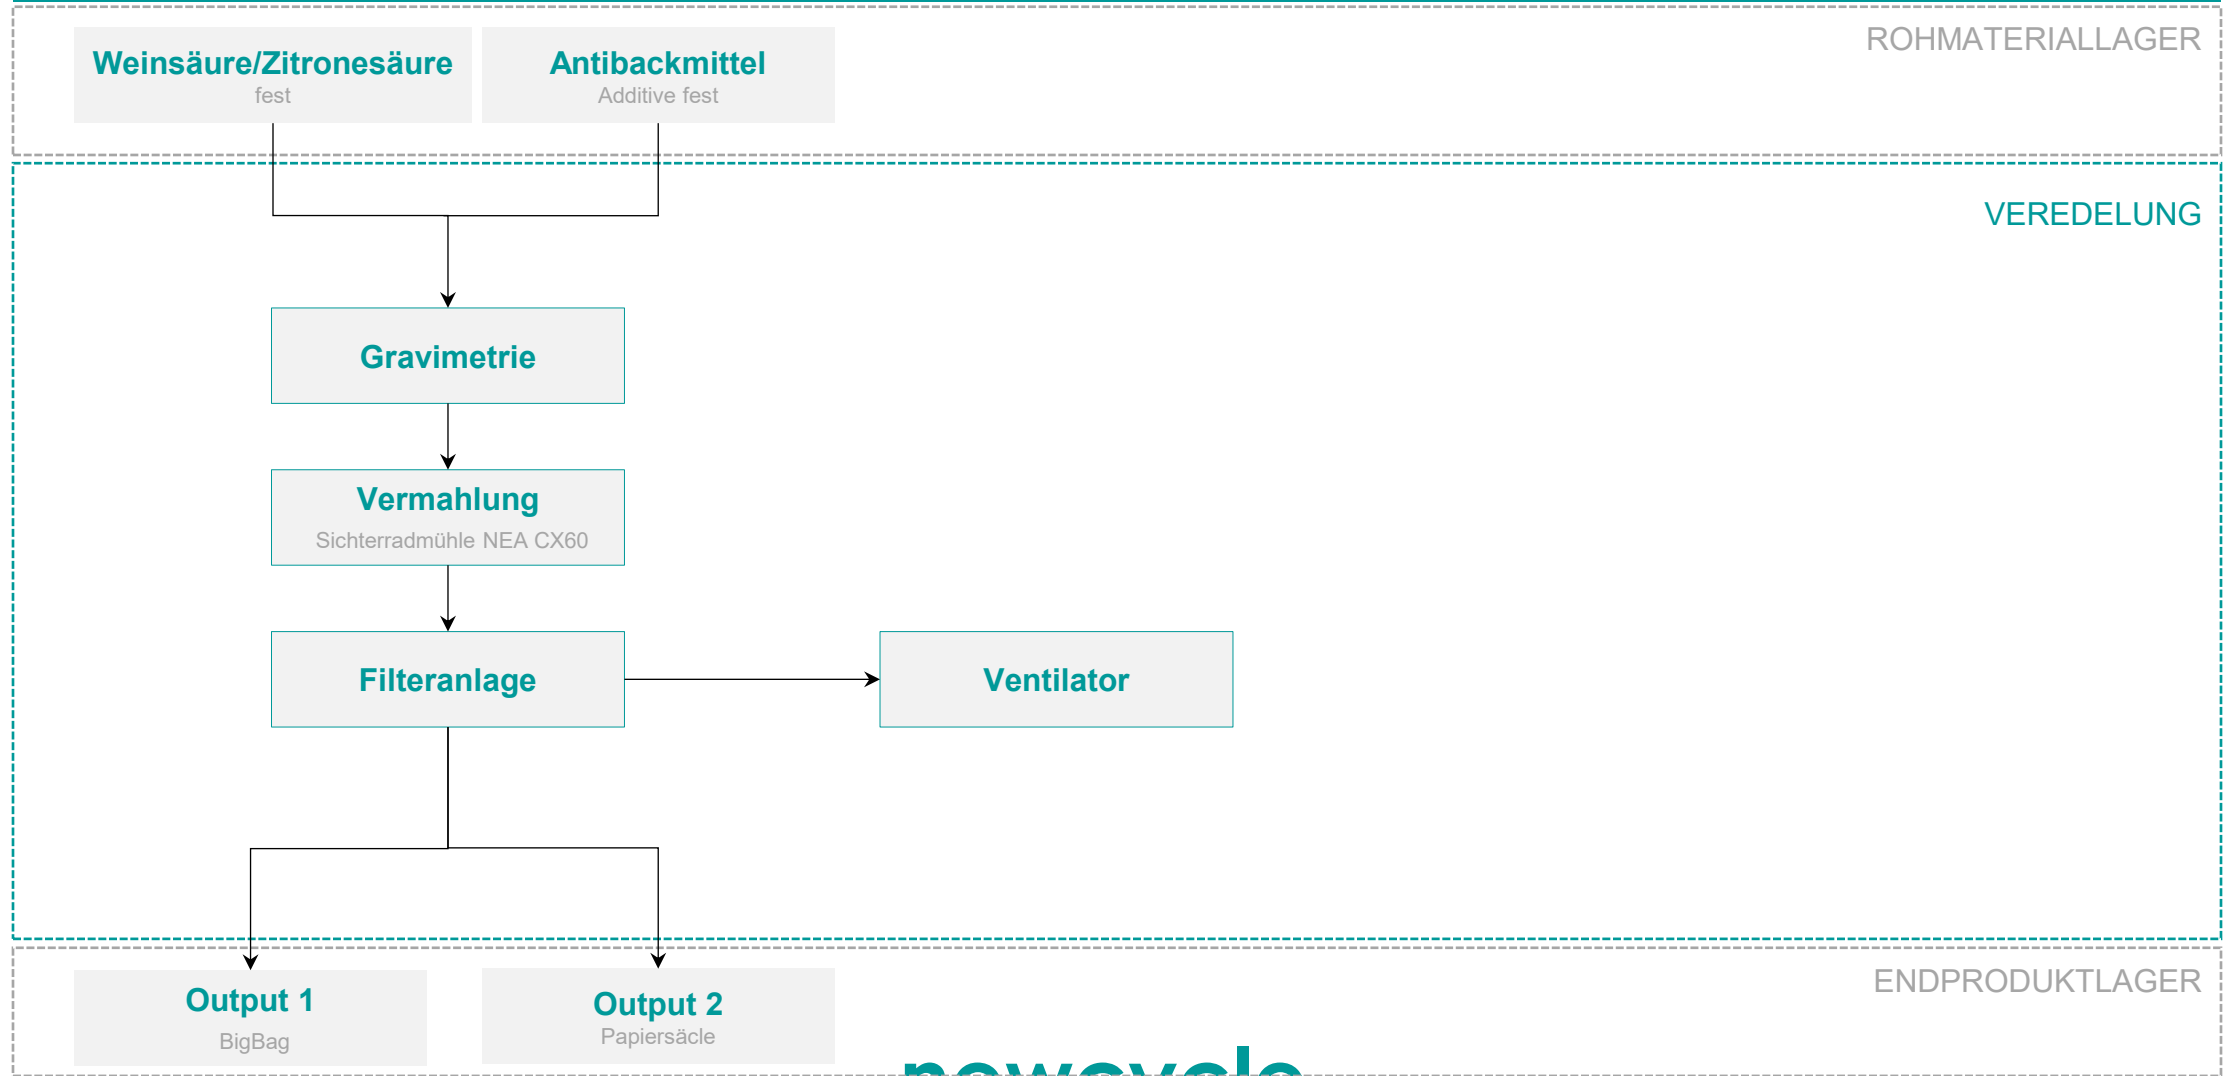 ROHMATERIALLAGER
Weinsäure/Zitronesäure
fest
Antibackmittel
Additive fest
VEREDELUNG
Gravimetrie
Vermahlung
Sichterradmühle NEA CX60
Filteranlage
Ventilator
ENDPRODUKTLAGER
Output 1
BigBag
Output 2
Papiersäcle
newcycle